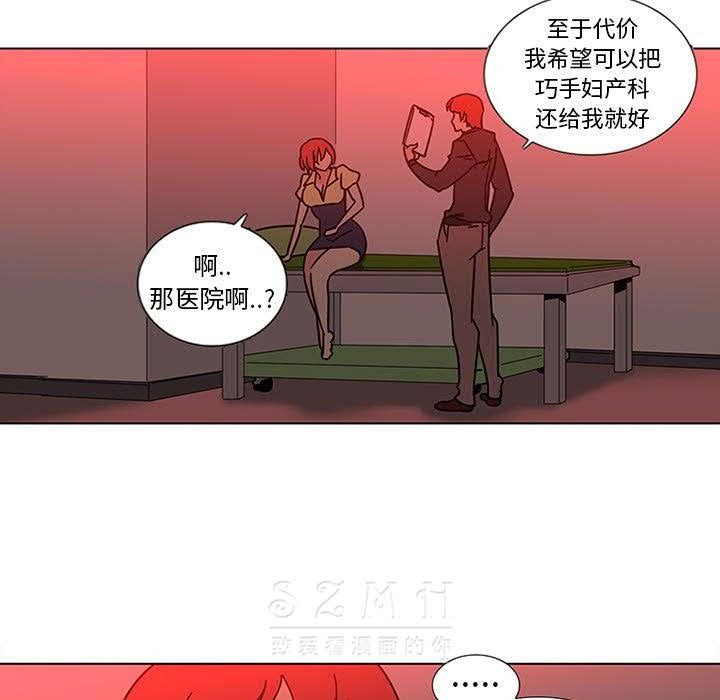 至于代价
我希望可以把
巧手妇产科
还给我就好
啊..
那医院啊..?
SZMH
致爱看漫画的你
.....